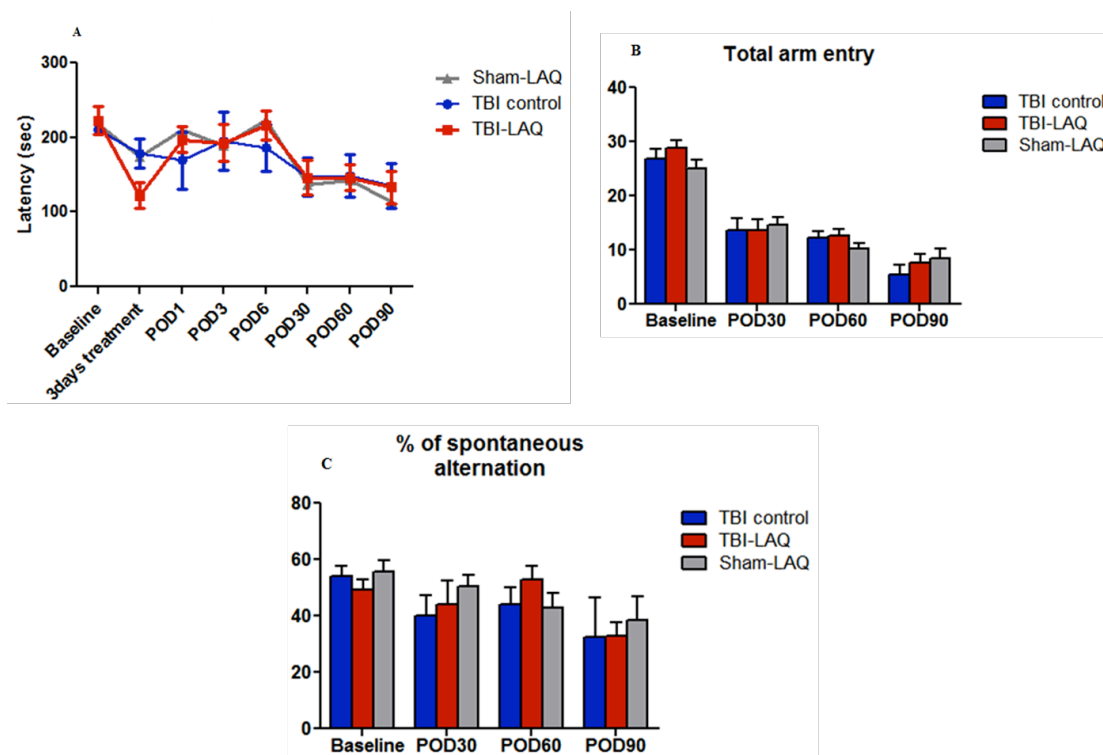 A
300
200
100
0
Latency (sec)
Baseline
3days treatment
POD1
POD3
POD6
POD30
POD60
POD90
Sham-LAQ
TBI control
TBI-LAQ
B
Total arm entry
40
30
20
10
0
Baseline
POD30
POD60
POD90
TBI control
TBI-LAQ
Sham-LAQ
C
% of spontaneous
alternation
80
60
40
20
0
Baseline
POD30
POD60
POD90
TBI control
TBI-LAQ
Sham-LAQ